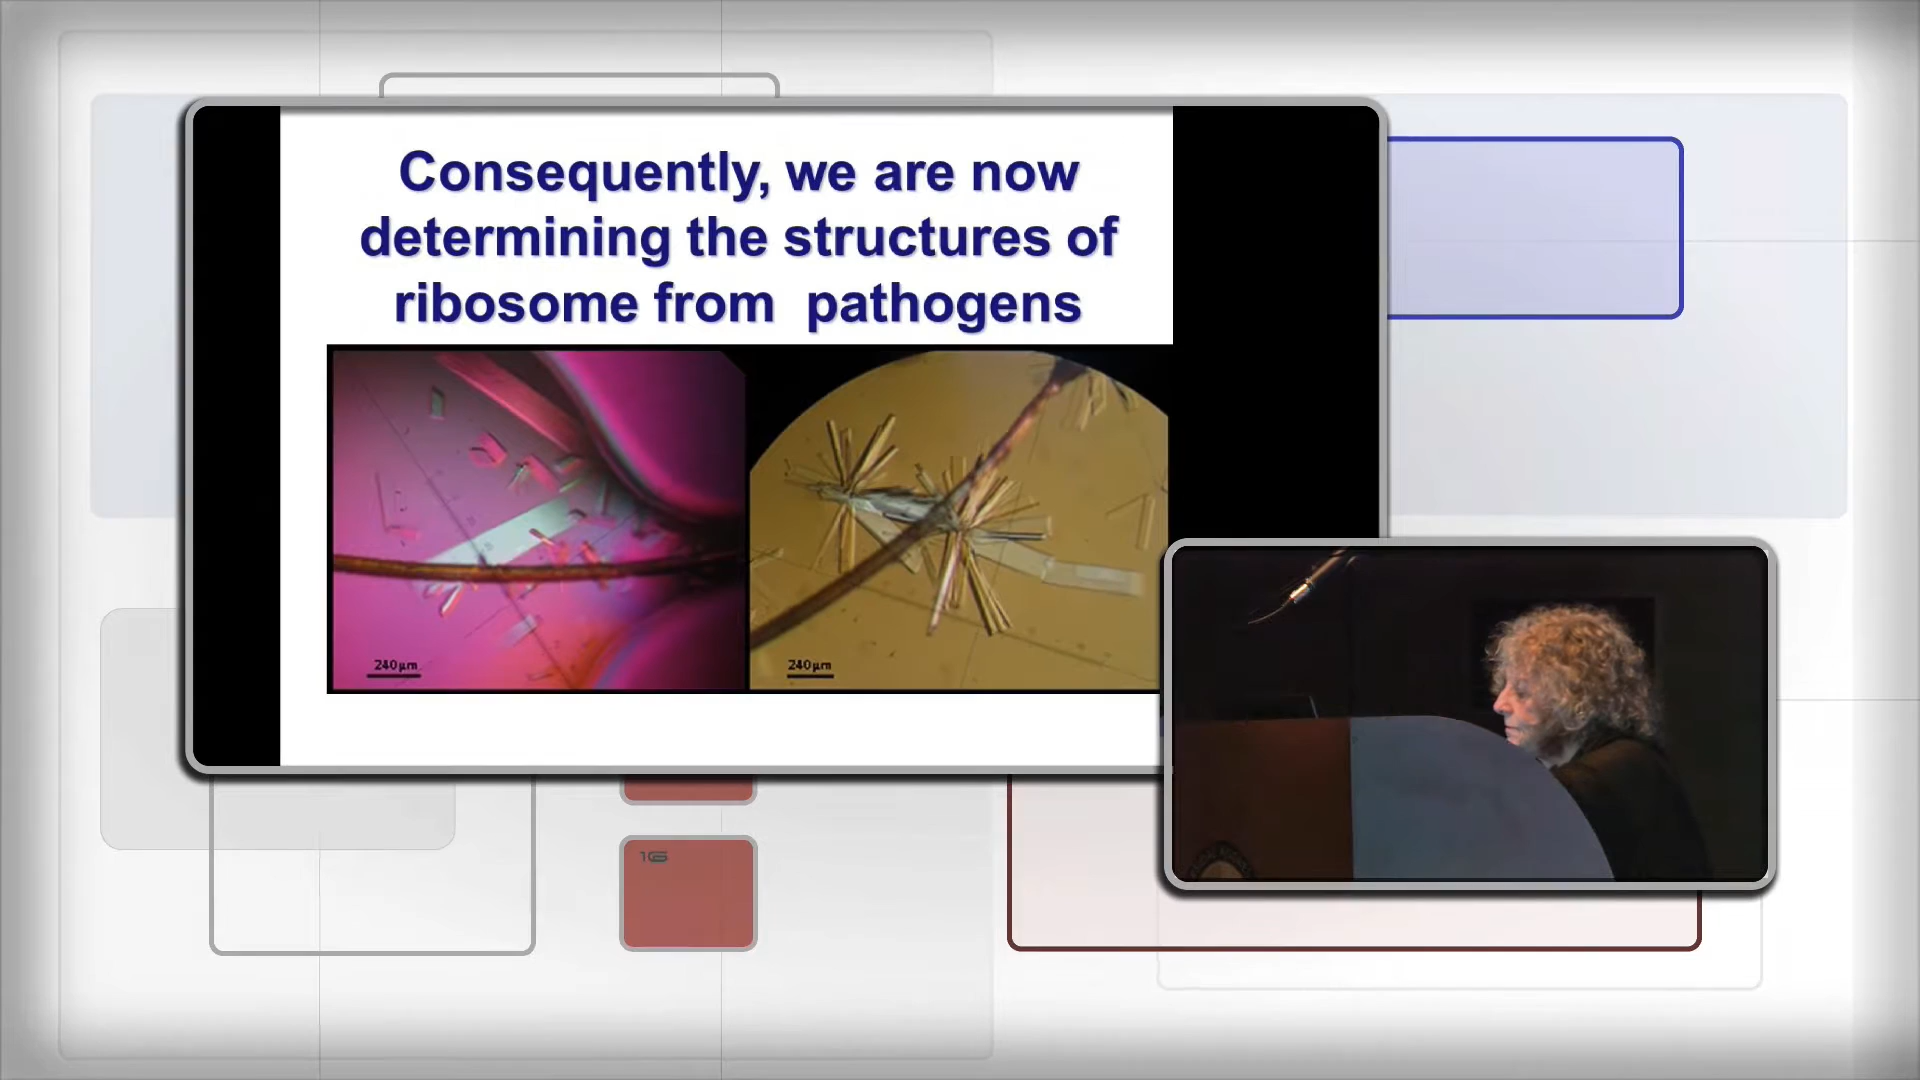 Consequently, we are now
determining the structures of
ribosome from pathogens
240µm
240µm